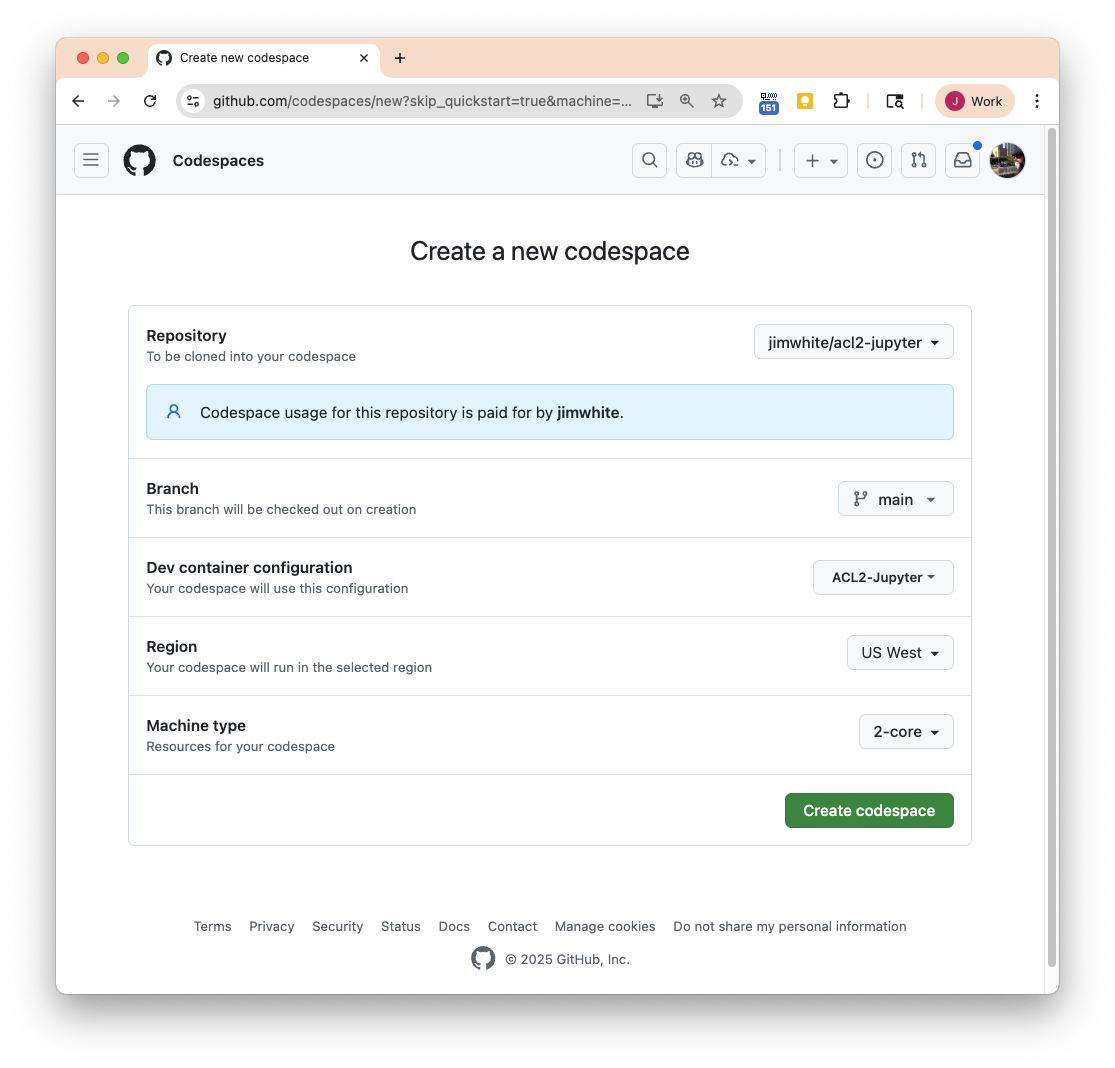 Create new codespace
github.com/codespaces/new?skip_quickstart=true&machine=...
151
J Work
Codespaces
Create a new codespace
Repository
To be cloned into your codespace
jimwhite/acl2-jupyter
Codespace usage for this repository is paid for by jimwhite.
Branch
This branch will be checked out on creation
main
Dev container configuration
Your codespace will use this configuration
ACL2-Jupyter
Region
Your codespace will run in the selected region
US West
Machine type
Resources for your codespace
2-core
Create codespace
Terms Privacy Security Status Docs Contact Manage cookies Do not share my personal information
© 2025 GitHub, Inc.